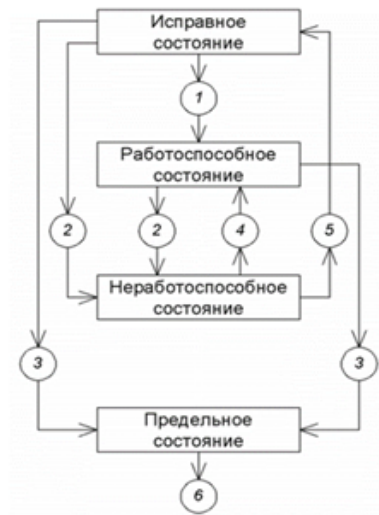 Исправное
состояние
1
Работоспособное
состояние
2
2
4
5
Неработоспособное
состояние
3
3
Предельное
состояние
6